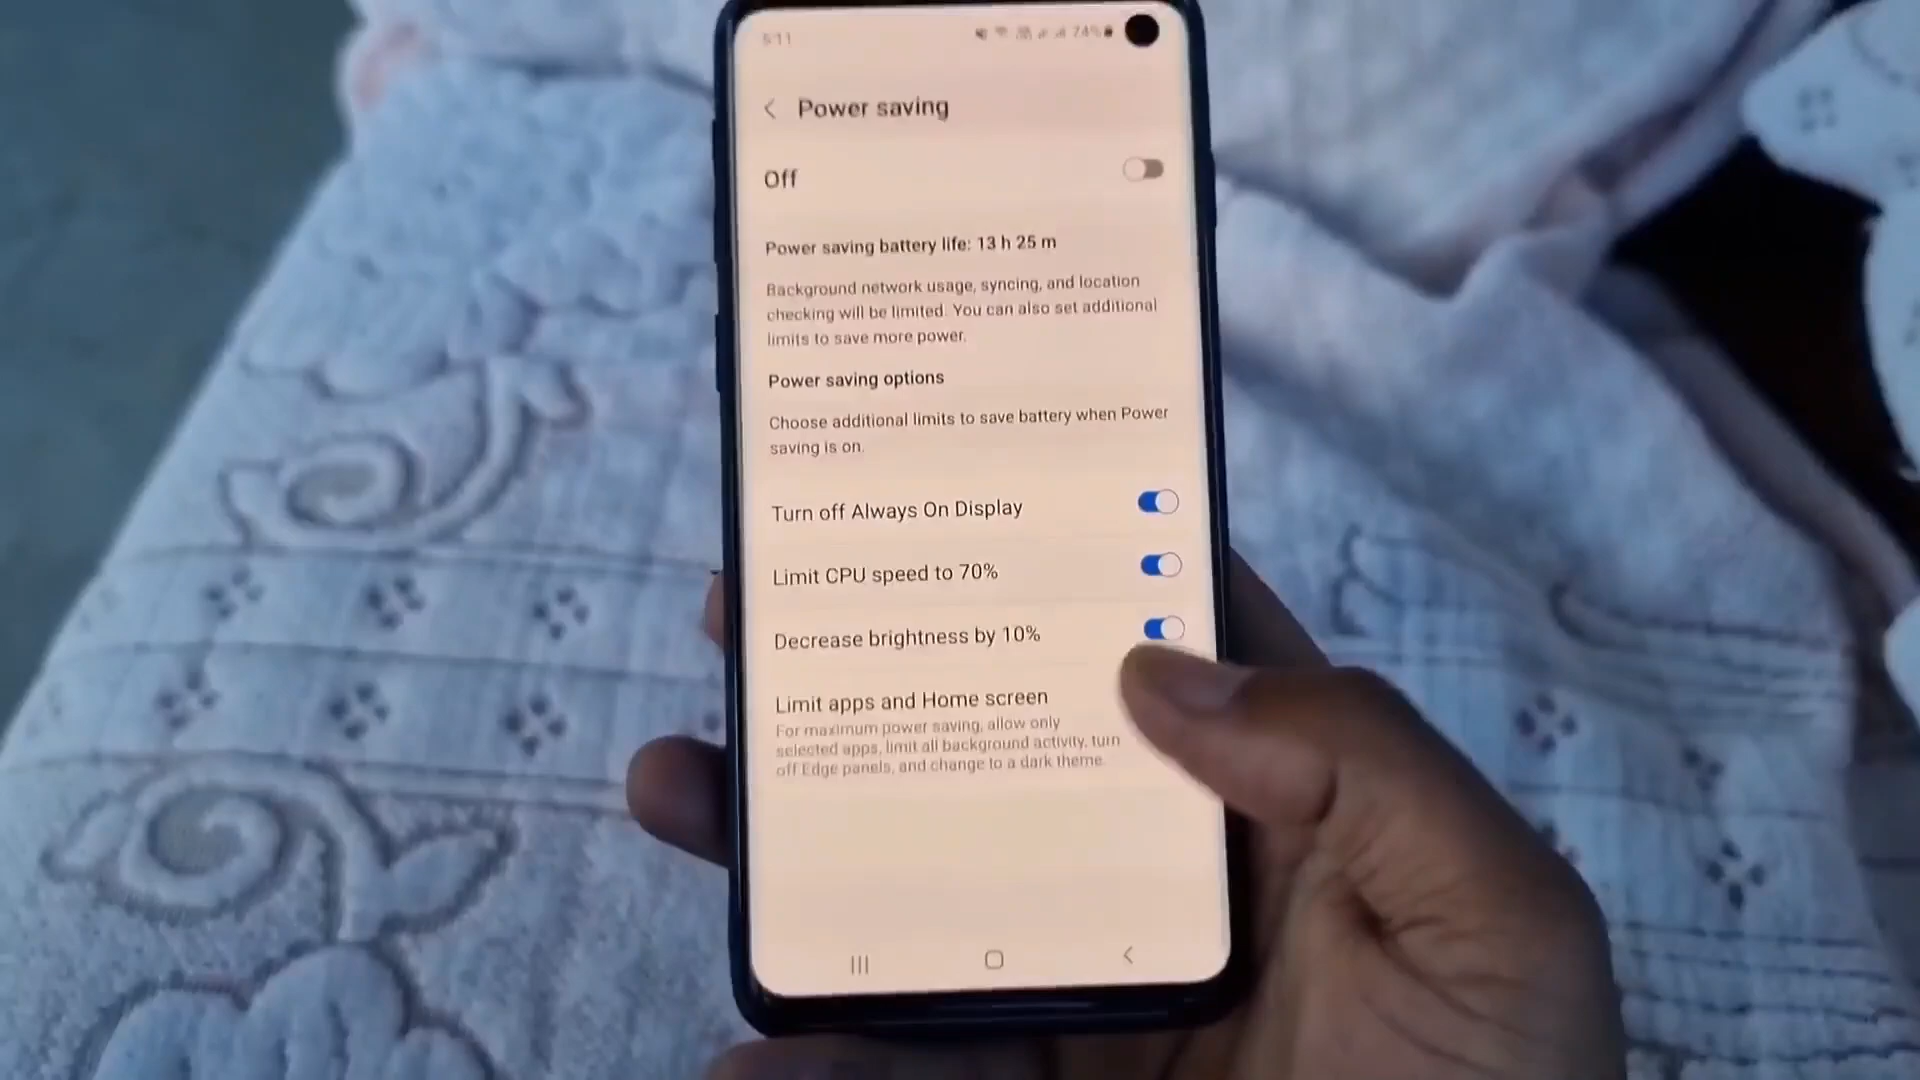 5:11
74%
Power saving
Off
Power saving battery life: 13 h 25 m
Background network usage, syncing, and location
checking will be limited. You can also set additional
limits to save more power.
Power saving options
Choose additional limits to save battery when Power
saving is on.
Turn off Always On Display
Limit CPU speed to 70%
Decrease brightness by 10%
Limit apps and Home screen
For maximum power saving, allow only
selected apps, limit all background activity, turn
off Edge panels, and change to a dark theme.